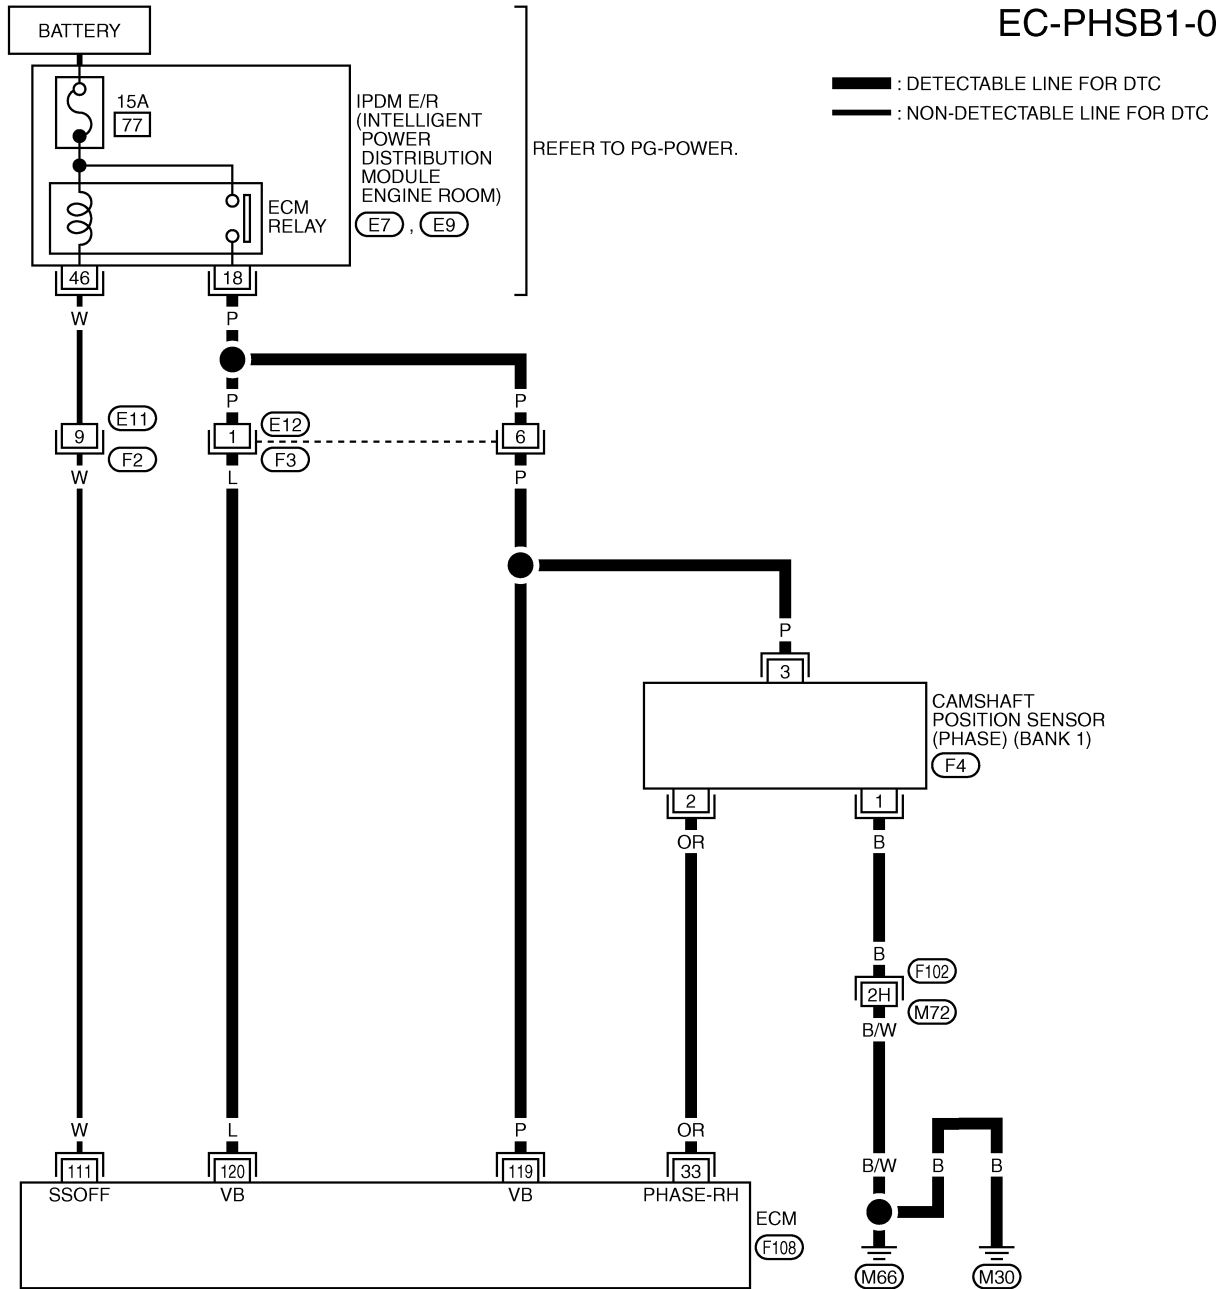 EC-PHSB1-0
BATTERY
: DETECTABLE LINE FOR DTC
: NON-DETECTABLE LINE FOR DTC
15A
77
IPDM E/R
(INTELLIGENT
POWER
DISTRIBUTION
MODULE
ENGINE ROOM)
E7 , E9
REFER TO PG-POWER.
ECM
RELAY
46
18
W
P
P
P
9
E11
F2
1
E12
F3
6
W
L
P
P
3
CAMSHAFT
POSITION SENSOR
(PHASE) (BANK 1)
F4
2
1
OR
B
B
2H
F102
M72
B/W
W
L
P
OR
B/W
B
B
111
120
119
33
SSOFF
VB
VB
PHASE-RH
ECM
F108
M66
M30